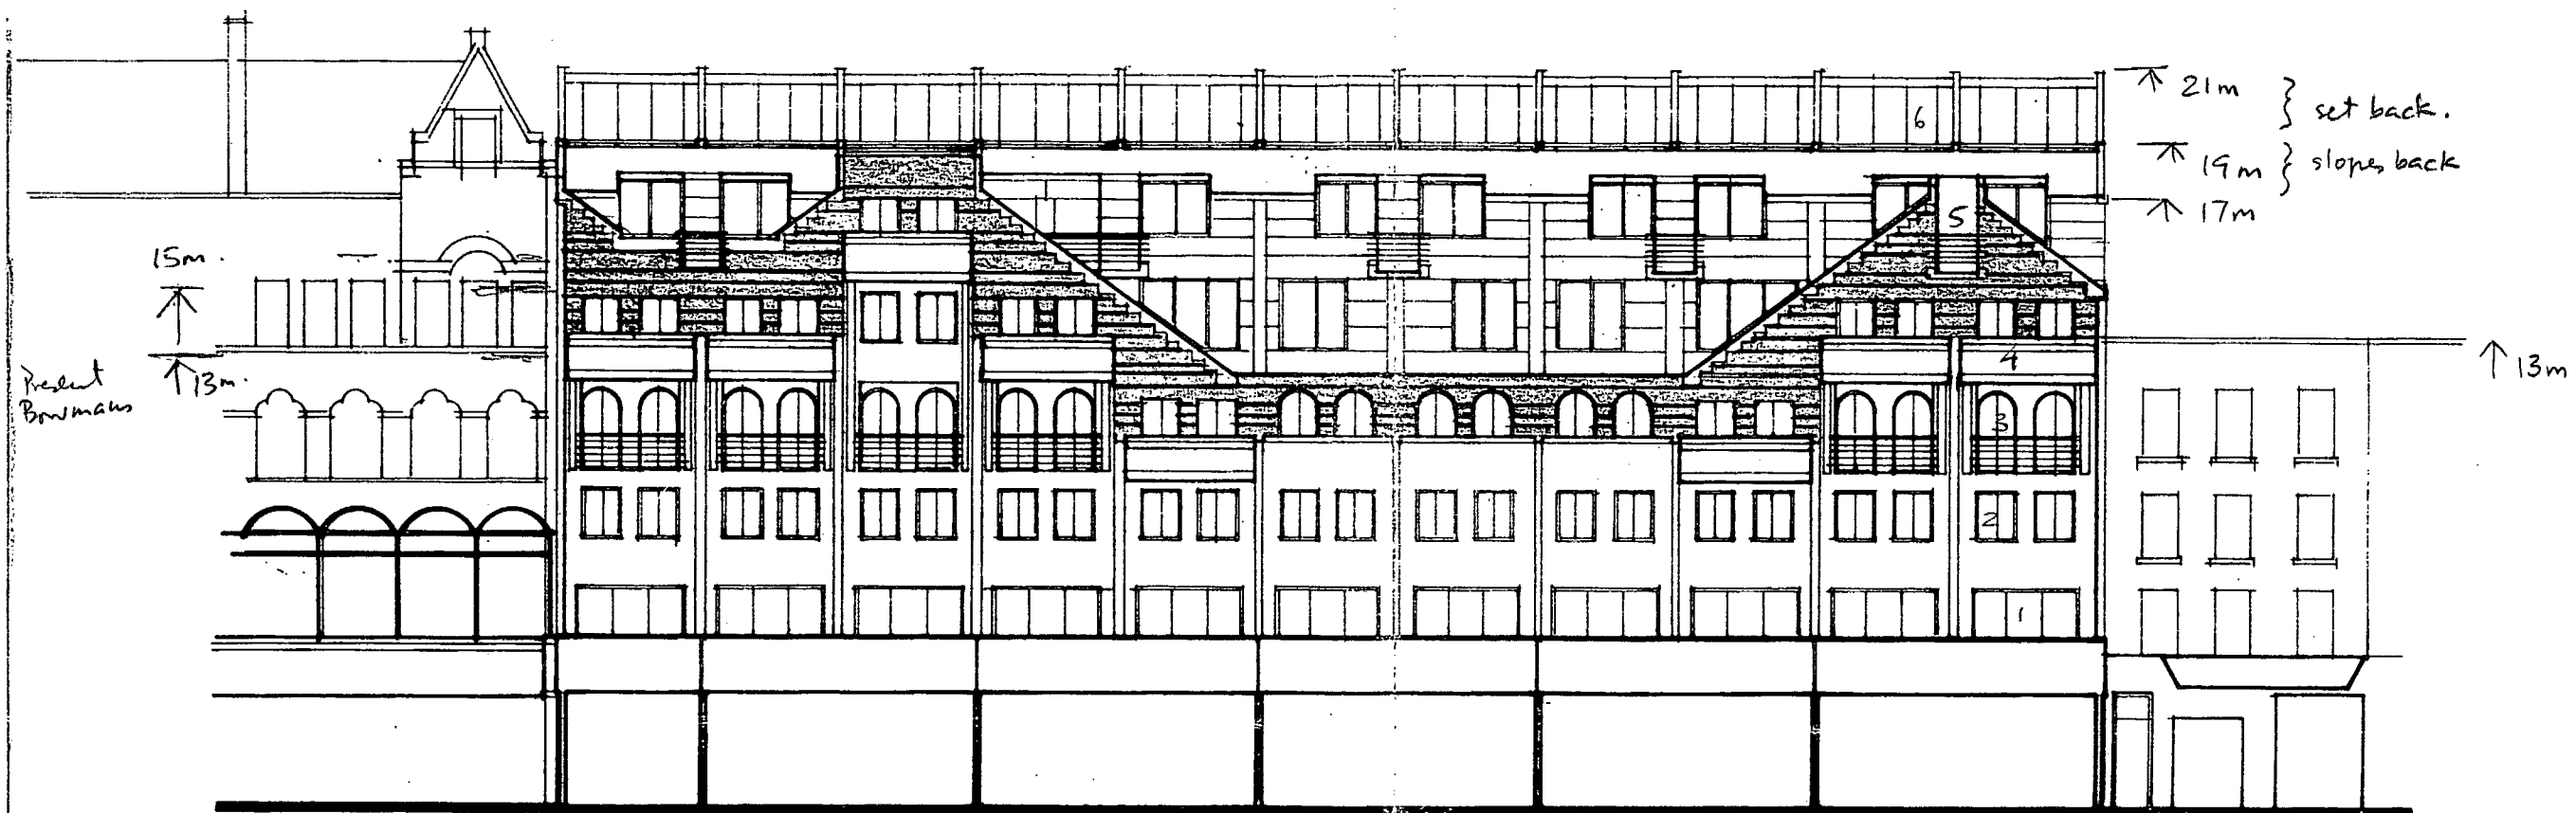 21m } set back.
19m } slopes back
17m
15m.
13m.
Present
Bowmans
13m
6
5
4
3
2
1